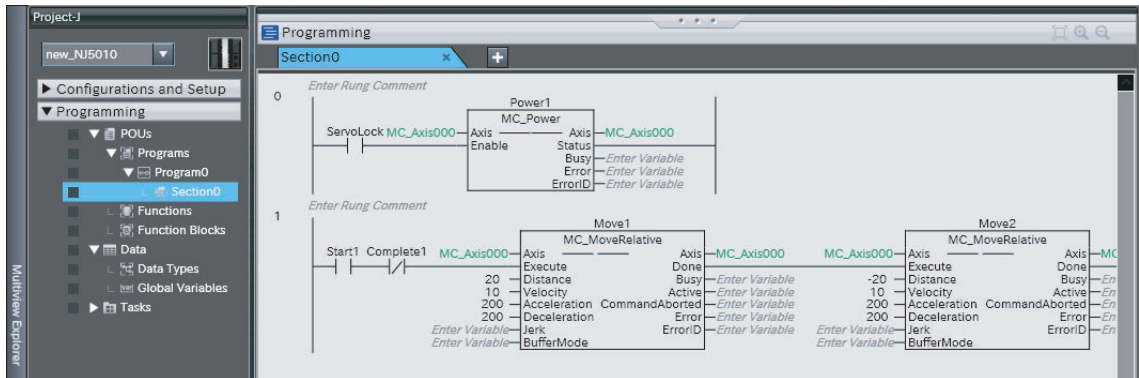 Project-J
new_NJ5010
Configurations and Setup
Programming
POUs
Programs
Program0
Section0
Functions
Function Blocks
Data
Data Types
Global Variables
Tasks
Multiview Explorer
Programming
Section0 × +
0
Enter Rung Comment
Power1
MC_Power
ServoLock MC_Axis000 Axis Axis MC_Axis000
Enable Status
Busy Enter Variable
Error Enter Variable
ErrorID Enter Variable
1
Enter Rung Comment
Move1
MC_MoveRelative
Start1 Complete1 MC_Axis000 Axis Axis MC_Axis000
Execute Done
20 Distance Busy Enter Variable
10 Velocity Active Enter Variable
200 Acceleration CommandAborted Enter Variable
200 Deceleration Error Enter Variable
Enter Variable Jerk ErrorID Enter Variable
Enter Variable BufferMode
Move2
MC_MoveRelative
MC_Axis000 Axis Axis MC
Execute Done
-20 Distance Busy En
10 Velocity Active En
200 Acceleration CommandAborted En
200 Deceleration Error En
Enter Variable Jerk ErrorID En
Enter Variable BufferMode